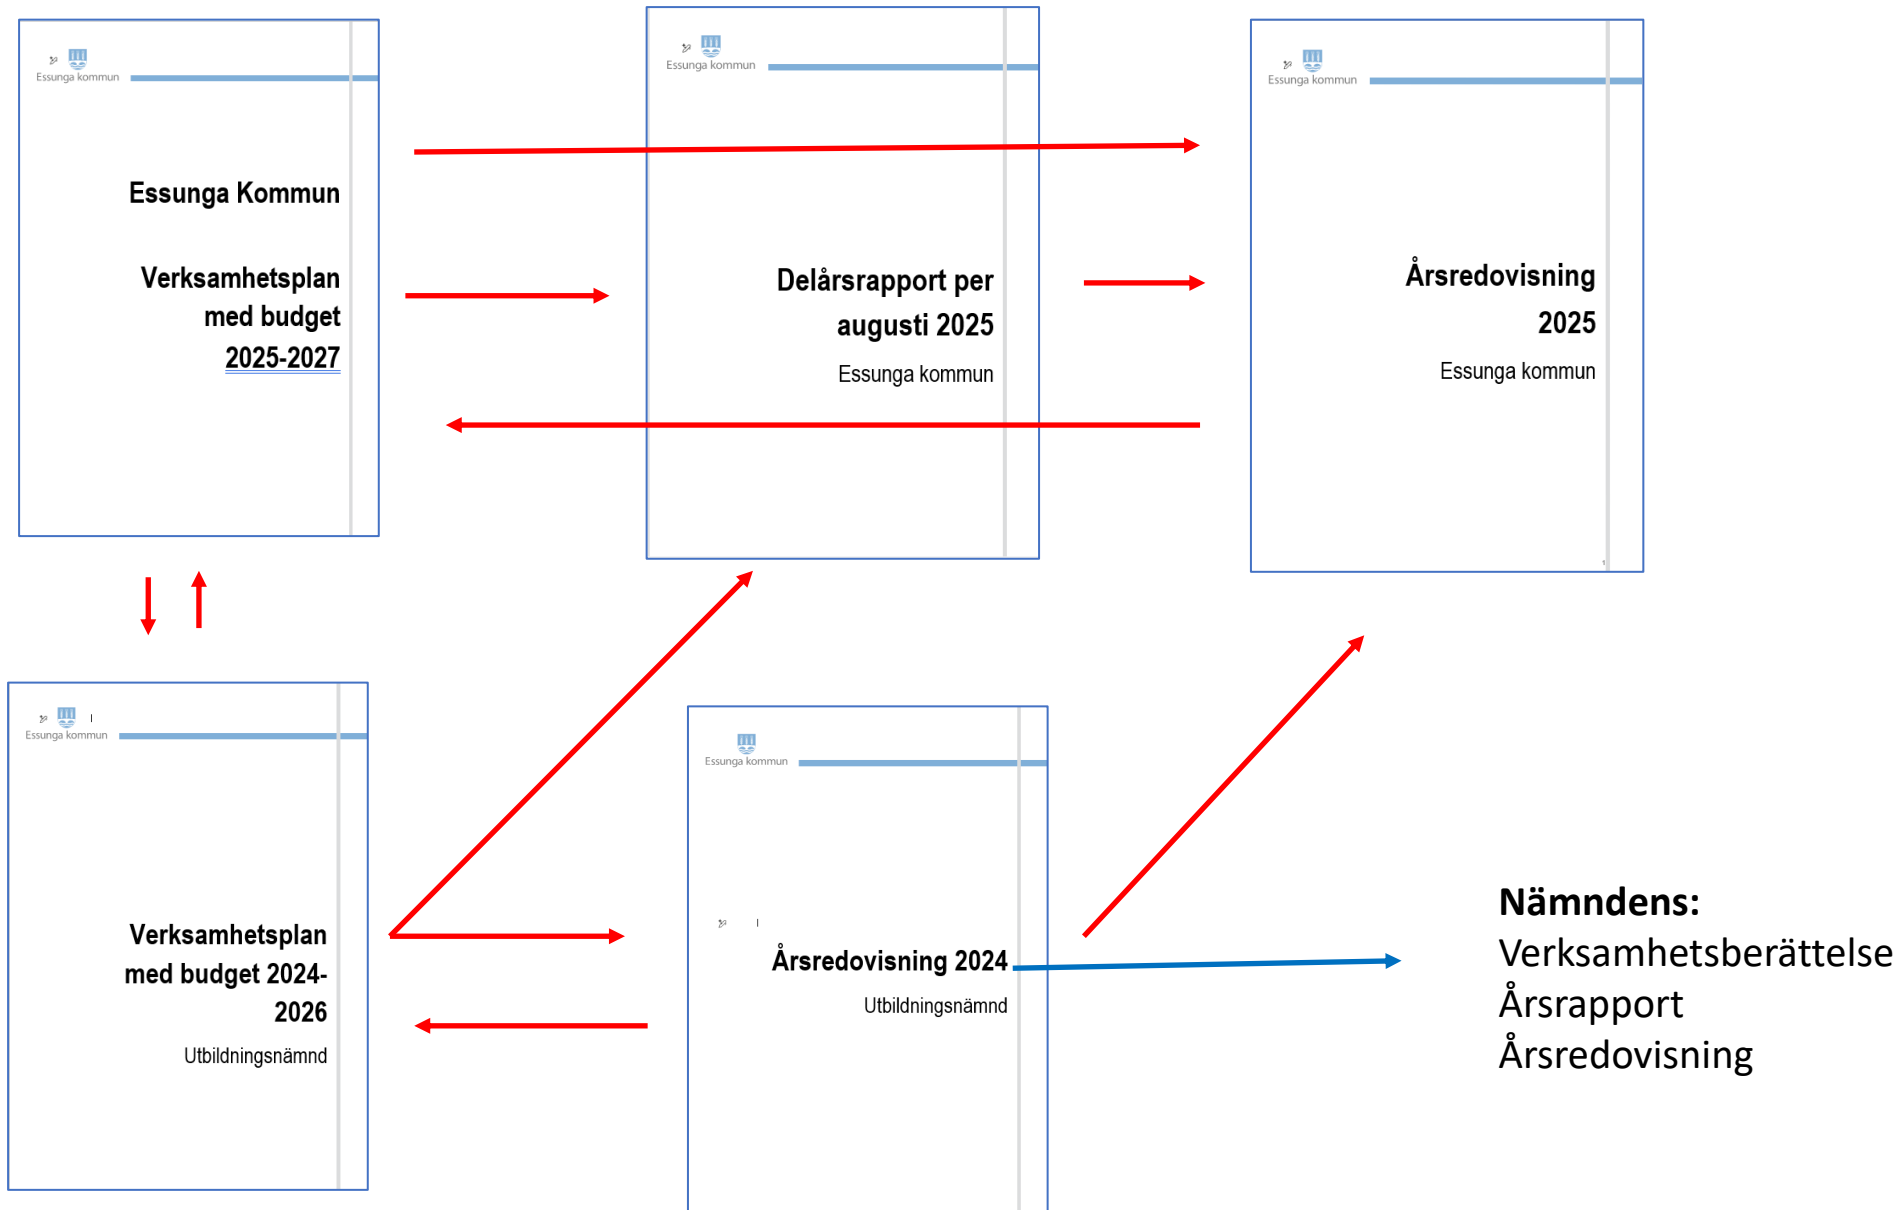 Essunga kommun
Essunga Kommun
Verksamhetsplan
med budget
2025-2027
Essunga kommun
Delårsrapport per
augusti 2025
Essunga kommun
Essunga kommun
Årsredovisning
2025
Essunga kommun
1
Essunga kommun
Verksamhetsplan
med budget 2024-
2026
Utbildningsnämnd
Essunga kommun
Årsredovisning 2024
Utbildningsnämnd
Nämndens:
Verksamhetsberättelse
Årsrapport
Årsredovisning